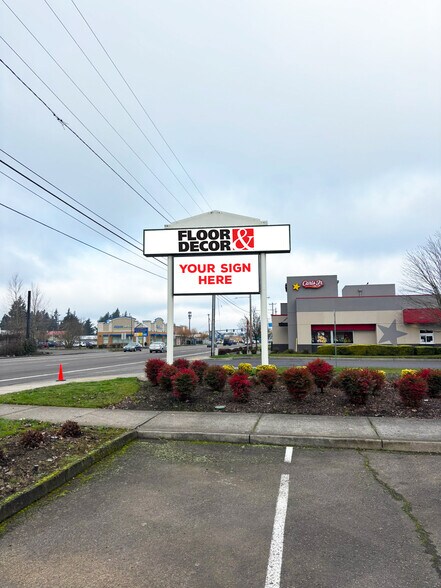 FLOOR &
DECOR
YOUR SIGN
HERE
Carl's Jr.